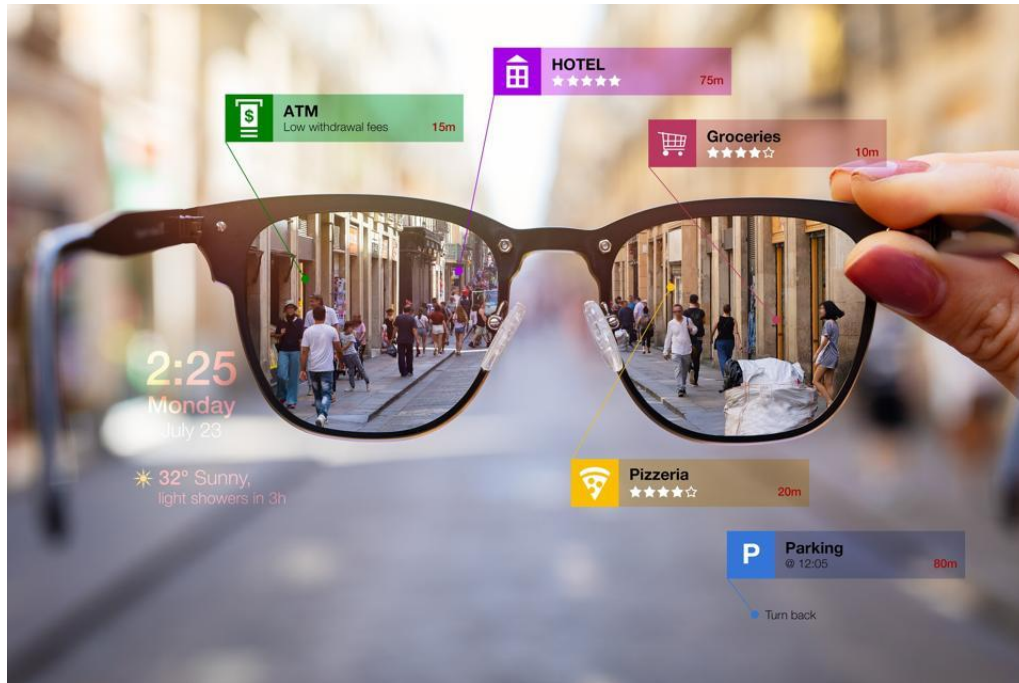 HOTEL
75m
ATM
Low withdrawal fees 15m
$
Groceries
10m
2:25
Monday
July 23
32° Sunny,
light showers in 3h
Pizzeria
20m
P
Parking
@ 12:05 80m
Turn back